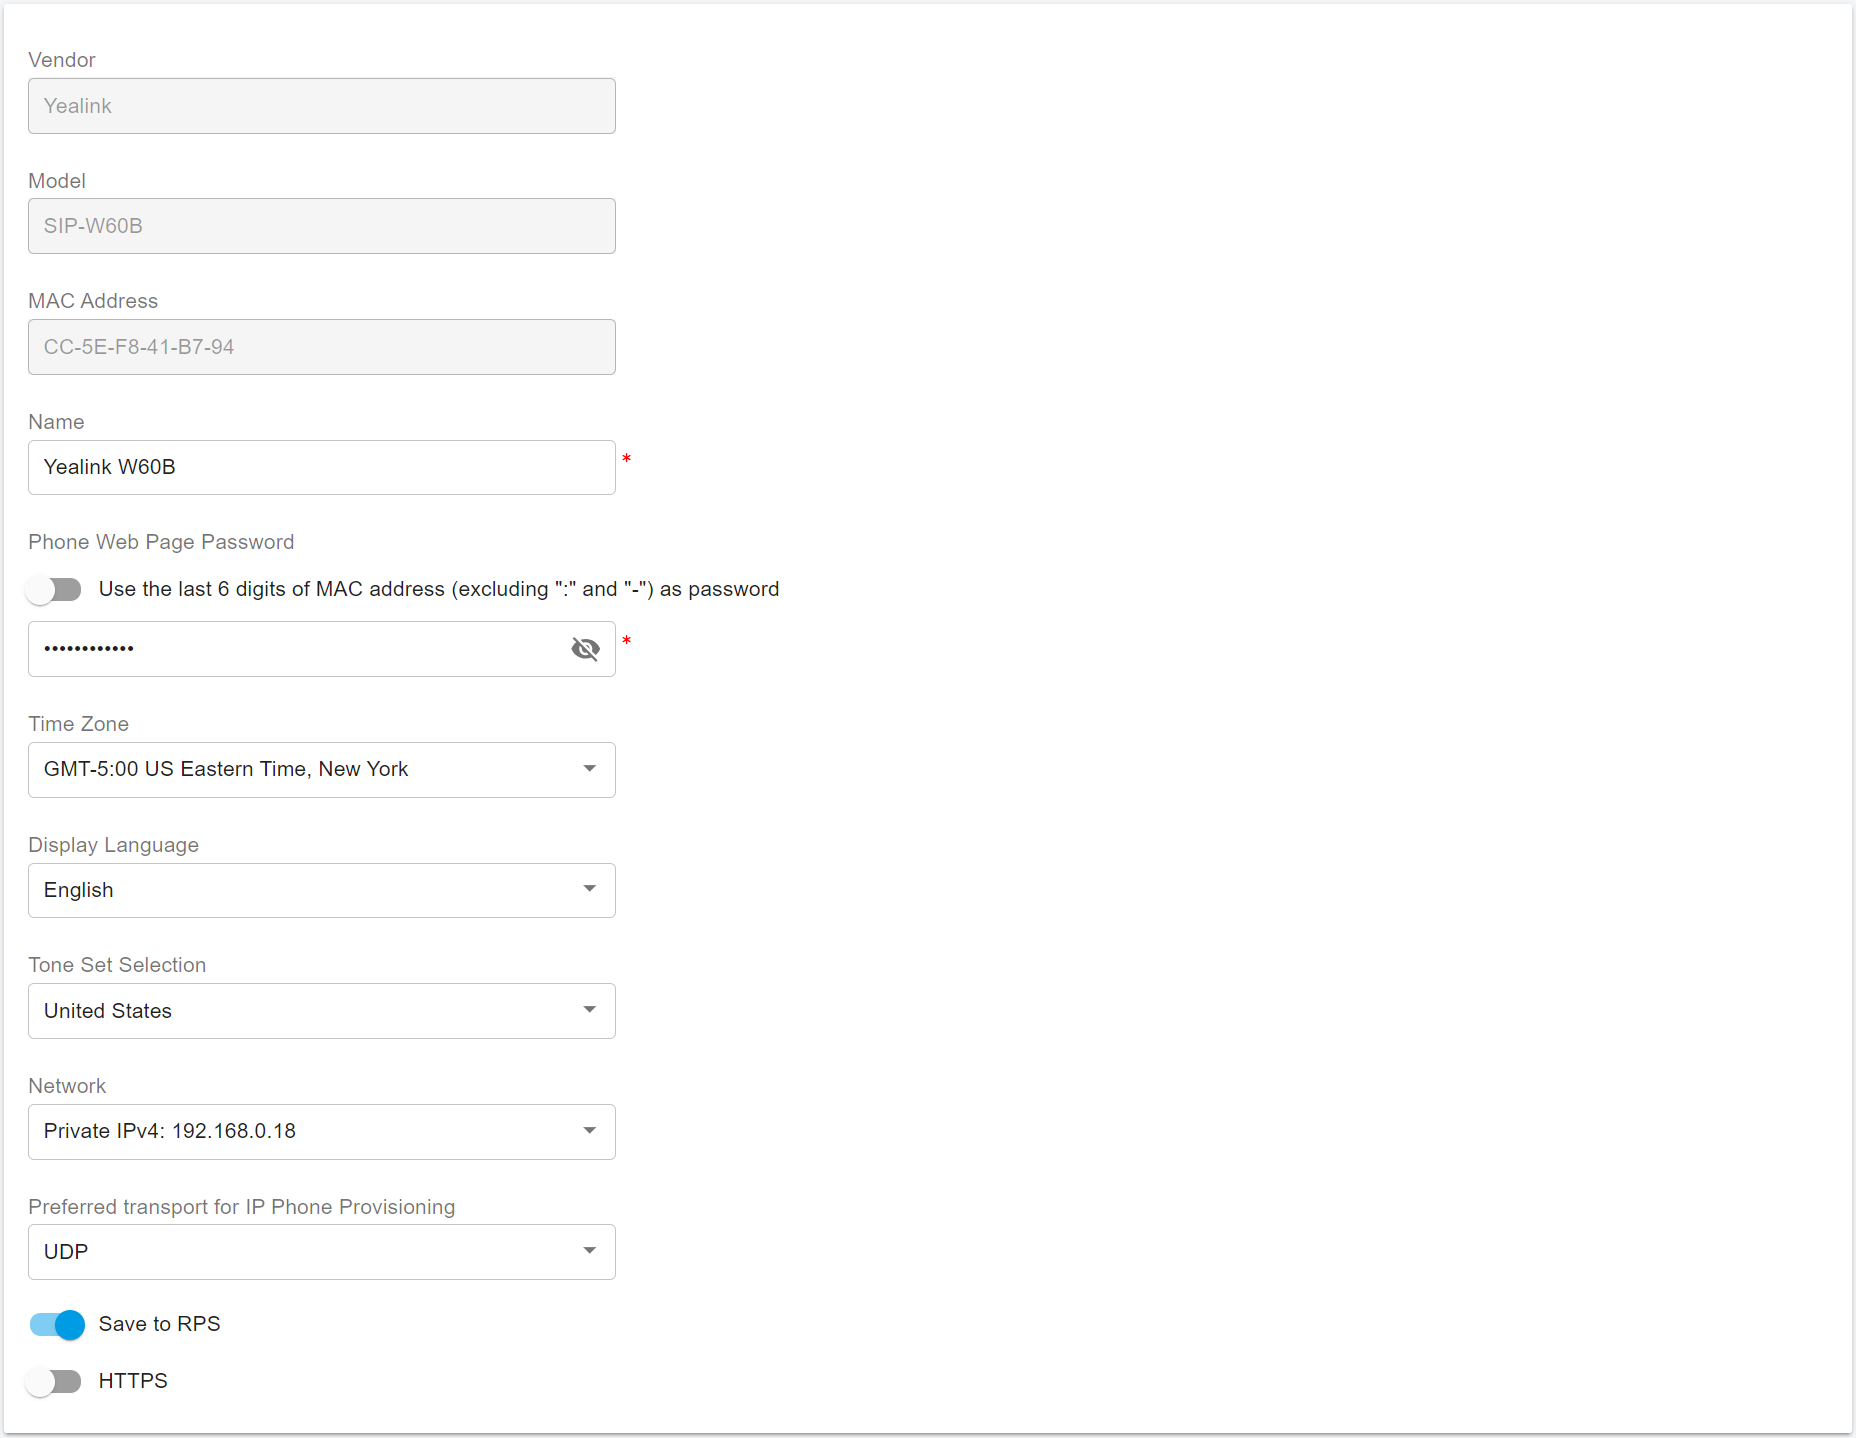 Vendor
Yealink
Model
SIP-W60B
MAC Address
CC-5E-F8-41-B7-94
Name
Yealink W60B
*
Phone Web Page Password
Use the last 6 digits of MAC address (excluding ":" and "-") as password
••••••••••••
*
Time Zone
GMT-5:00 US Eastern Time, New York
Display Language
English
Tone Set Selection
United States
Network
Private IPv4: 192.168.0.18
Preferred transport for IP Phone Provisioning
UDP
Save to RPS
HTTPS